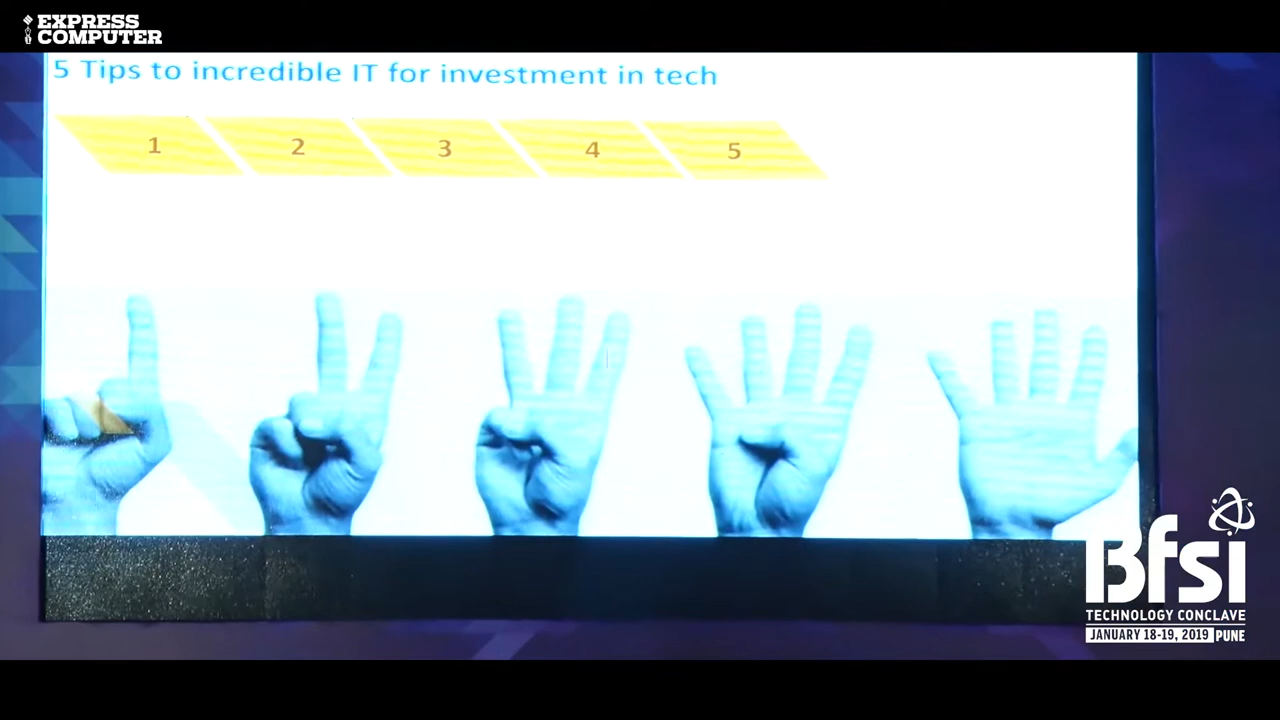 EXPRESS
COMPUTER
5 Tips to incredible IT for investment in tech
1 2 3 4 5
Bfsi
TECHNOLOGY CONCLAVE
JANUARY 18-19, 2019 PUNE